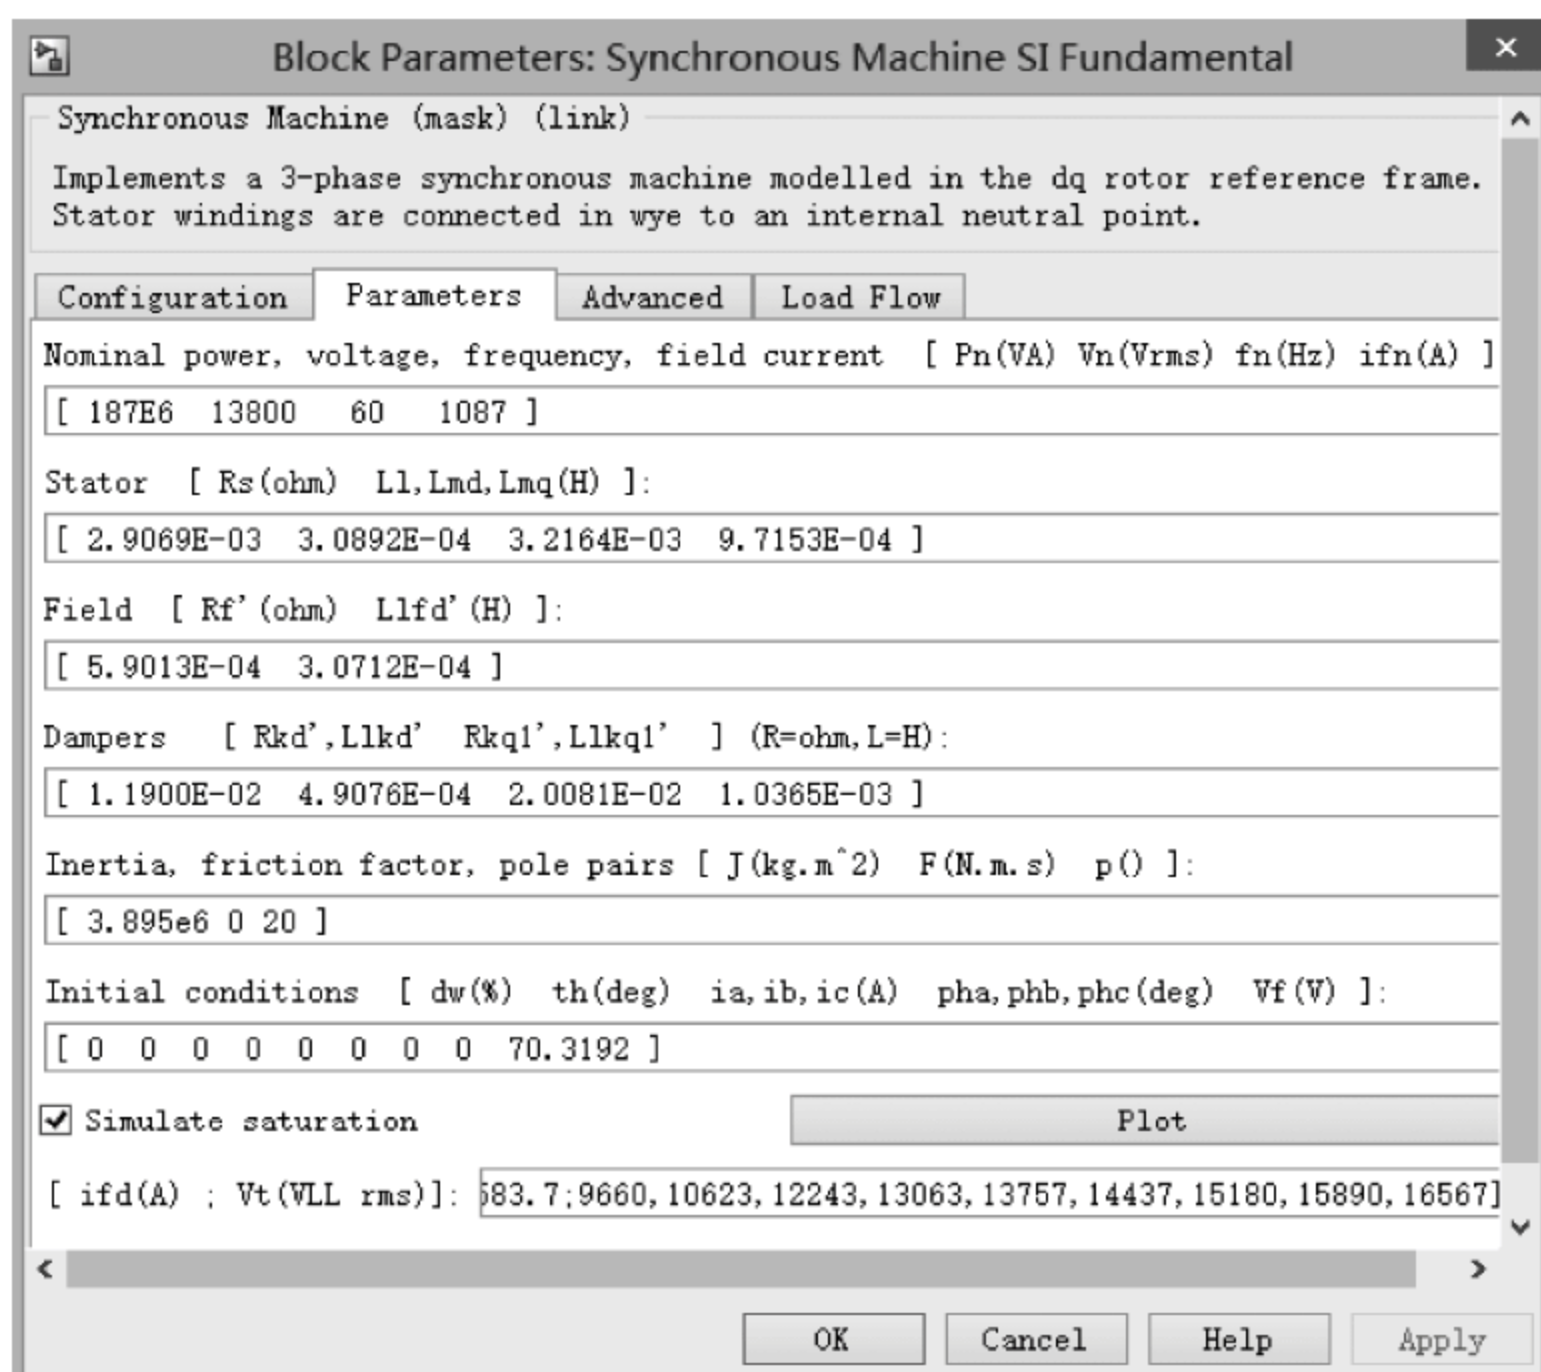 Block Parameters: Synchronous Machine SI Fundamental
Synchronous Machine (mask) (link)
Implements a 3-phase synchronous machine modelled in the dq rotor reference frame.
Stator windings are connected in wye to an internal neutral point.
Configuration Parameters Advanced Load Flow
Nominal power, voltage, frequency, field current [ Pn(VA) Vn(Vrms) fn(Hz) ifn(A) ]
[ 187E6 13800 60 1087 ]
Stator [ Rs(ohm) Ll,Lmd,Lmq(H) ]:
[ 2.9069E-03 3.0892E-04 3.2164E-03 9.7153E-04 ]
Field [ Rf'(ohm) Llfd'(H) ]:
[ 5.9013E-04 3.0712E-04 ]
Dampers [ Rkd',Llkd' Rkq1',Llkq1' ] (R=ohm,L=H):
[ 1.1900E-02 4.9076E-04 2.0081E-02 1.0365E-03 ]
Inertia, friction factor, pole pairs [ J(kg.m^2) F(N.m.s) p() ]:
[ 3.895e6 0 20 ]
Initial conditions [ dw(%) th(deg) ia,ib,ic(A) pha,phb,phc(deg) Vf(V) ]:
[ 0 0 0 0 0 0 0 0 70.3192 ]
Simulate saturation Plot
[ ifd(A) ; Vt(VLL rms)]: 83.7;9660,10623,12243,13063,13757,14437,15180,15890,16567]
OK Cancel Help Apply